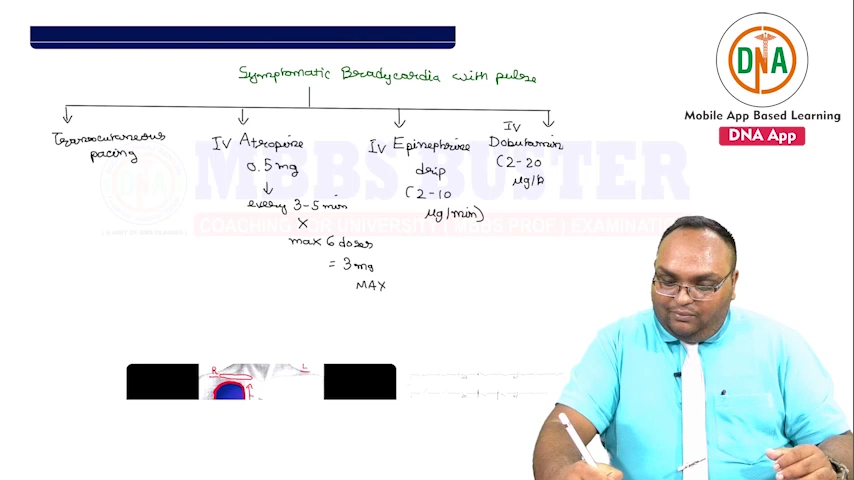 Symptomatic Bradycardia with pulse
Transcutaneous
pacing
IV Atropine
0.5mg
every 3-5 min
X
max 6 doses
= 3mg
MAX
IV Epinephrine
drip
(2-10
µg/min)
IV
Dobutamin
(2-20
µg/k
MBBS BUSTER
COACHING FOR UNIVERSITY ( MBBS PROF ) EXAMINATION
R
L
DNA
Mobile App Based Learning
DNA App